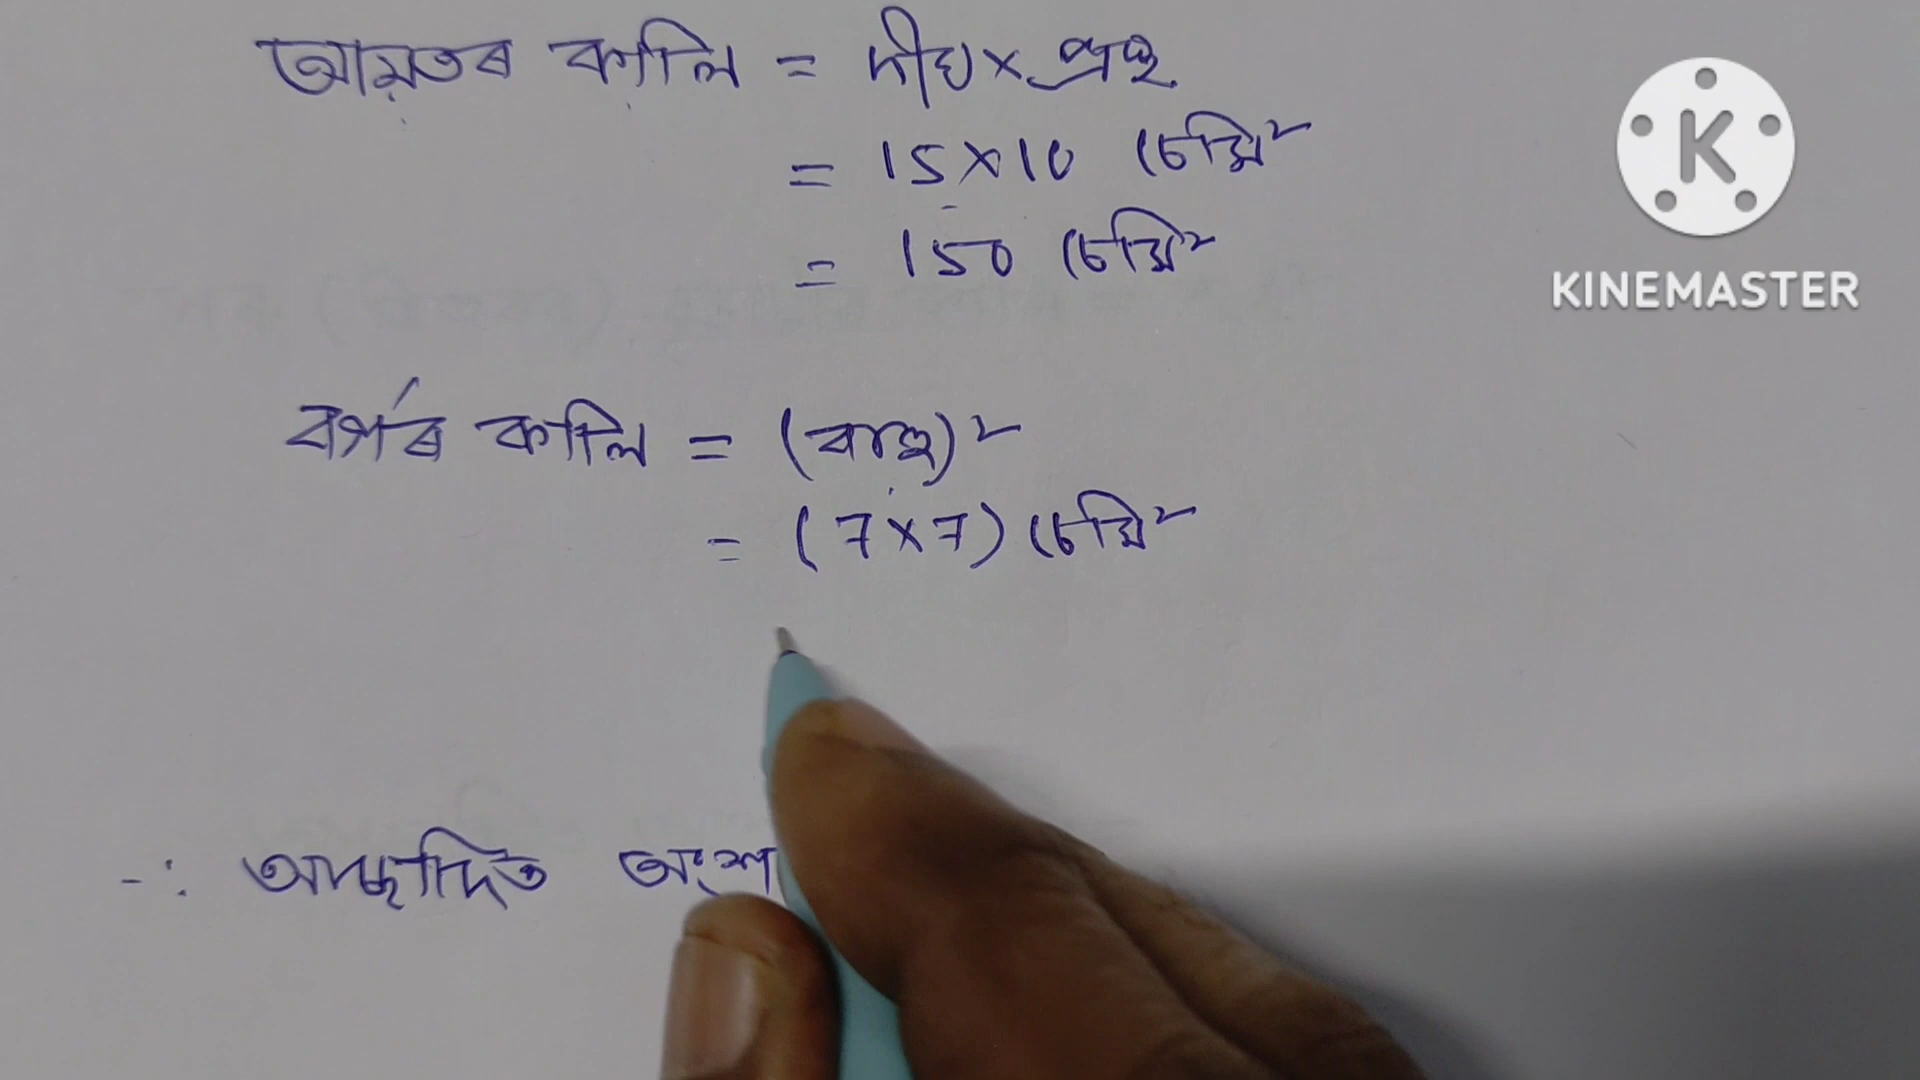 আয়তৰ কালি = দীঘ × প্ৰস্থ
= 15×10 চেমি²
= 150 চেমি²
KINEMASTER
বৰ্গৰ কালি = (বাহু)²
= (7×7) চেমি²
∴ আচ্ছাদিত অংশ